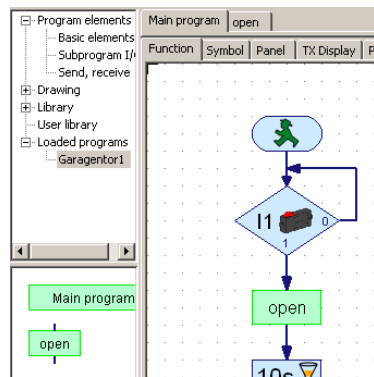 Program elements
Basic elements
Subprogram I/
Send, receive
Drawing
Library
User library
Loaded programs
Garagentor1
Main program
open
Main program open
Function Symbol Panel TX Display P
I1 0
1
open
10s